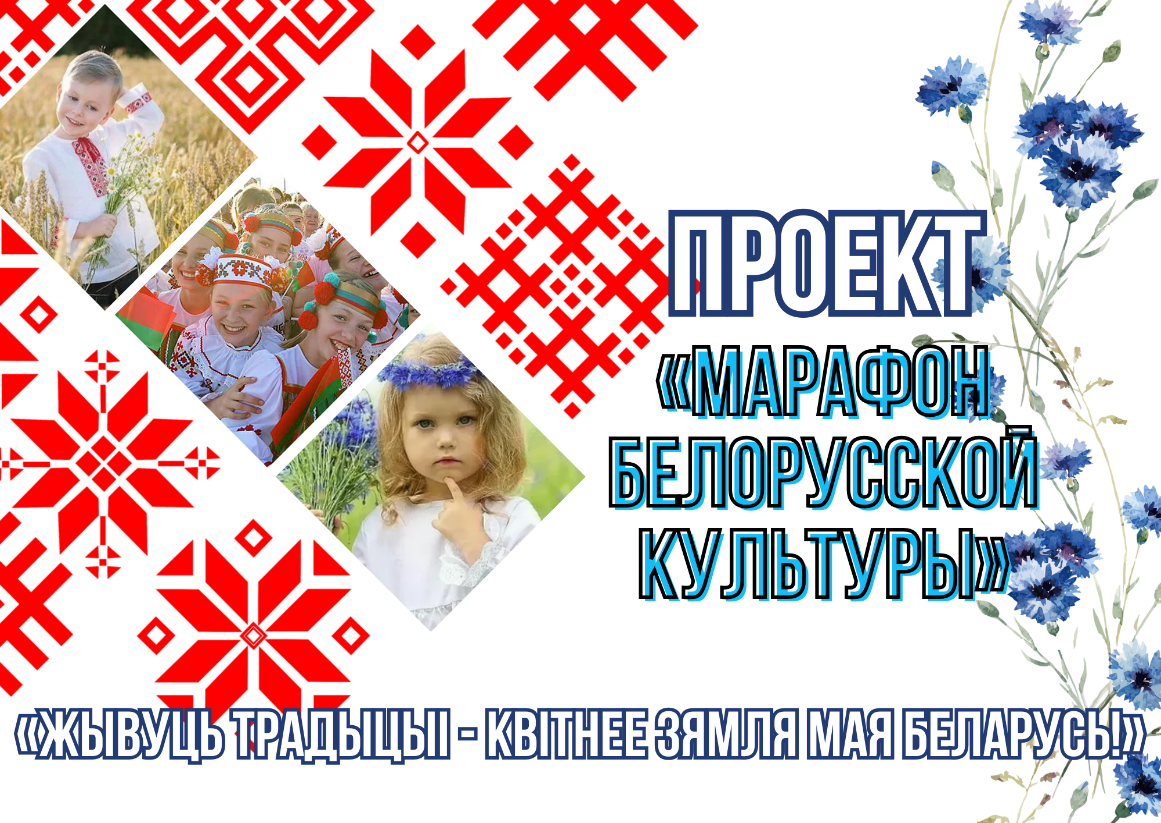 ПРОЕКТ
«МАРАФОН
БЕЛОРУССКОЙ
КУЛЬТУРЫ»
«ЖЫВУЦЬ ТРАДЫЦЫІ - КВІТНЕЕ ЗЯМЛЯ МАЯ БЕЛАРУСЬ!»